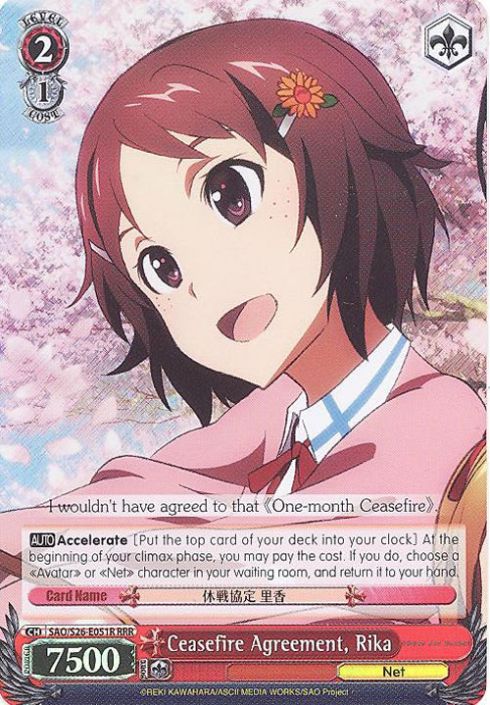 LEVEL
2
1
COST
I wouldn't have agreed to that 《One-month Ceasefire》.
AUTO Accelerate [Put the top card of your deck into your clock] At the
beginning of your climax phase, you may pay the cost. If you do, choose a
«Avatar» or «Net» character in your waiting room, and return it to your hand.
Card Name 休戦協定 里香
CH SAO/S26-E051R RRR
Ceasefire Agreement, Rika
POWER 7500 SOUL
Net
©REKI KAWAHARA/ASCII MEDIA WORKS/SAO Project